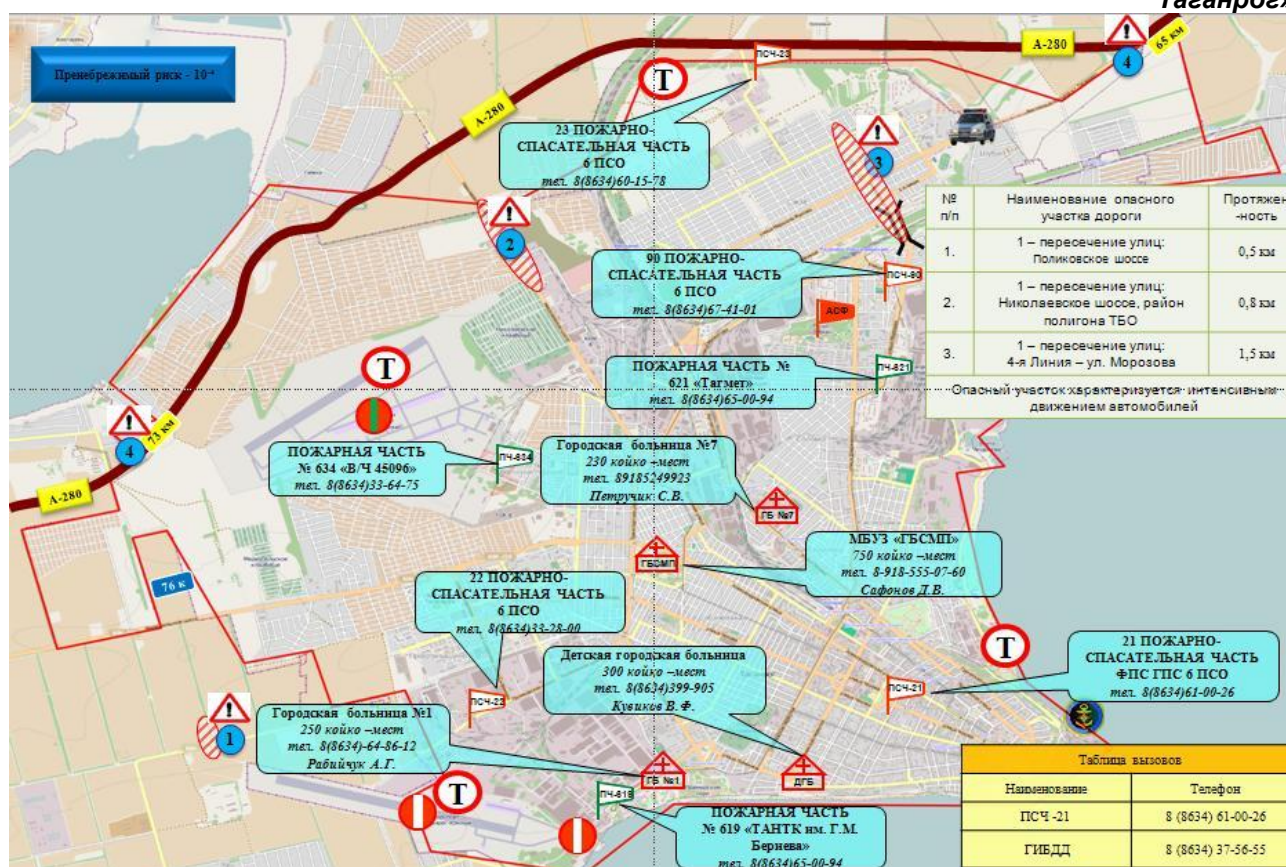 Таганрог»
Пренебрежимый риск - 10⁻⁶
А-280
65 км
4
Т
ПСЧ-23
23 ПОЖАРНО-
СПАСАТЕЛЬНАЯ ЧАСТЬ
6 ПСО
тел. 8(8634)60-15-78
А-280
3
2
90 ПОЖАРНО-
СПАСАТЕЛЬНАЯ ЧАСТЬ
6 ПСО
тел. 8(8634)67-41-01
ПСЧ-90
АСФ
№
п/п
Наименование опасного
участка дороги
Протяжен
-ность
1.
1 – пересечение улиц:
Поликовское шоссе
0,5 км
2.
1 – пересечение улиц:
Николаевское шоссе, район
полигона ТБО
0,8 км
3.
1 – пересечение улиц:
4-я Линия – ул. Морозова
1,5 км
Опасный участок характеризуется интенсивным
движением автомобилей
ПОЖАРНАЯ ЧАСТЬ №
621 «Тагмет»
тел. 8(8634)65-00-94
ПЧ-621
Т
4
73 км
А-280
ПОЖАРНАЯ ЧАСТЬ
№ 634 «В/Ч 45096»
тел. 8(8634)33-64-75
ПЧ-634
Городская больница №7
230 койко –мест
тел. 89185249923
Петручик С.В.
ГБ №7
МБУЗ «ГБСМП»
750 койко –мест
тел. 8-918-555-07-60
Сафонов Д.В.
ГБСМП
76 к
22 ПОЖАРНО-
СПАСАТЕЛЬНАЯ ЧАСТЬ
6 ПСО
тел. 8(8634)33-28-00
ПСЧ-22
Детская городская больница
300 койко –мест
тел. 8(8634)399-905
Кувиков В.Ф.
ДГБ
Т
21 ПОЖАРНО-
СПАСАТЕЛЬНАЯ ЧАСТЬ
ФПС ГПС 6 ПСО
тел. 8(8634)61-00-26
ПСЧ-21
1
Городская больница №1
250 койко –мест
тел. 8(8634)-64-86-12
Рабийчук А.Г.
ГБ №1
Т
ПЧ-619
ПОЖАРНАЯ ЧАСТЬ
№ 619 «ТАНТК им. Г.М.
Бериева»
тел. 8(8634)65-00-94
Таблица вызовов
Наименование
Телефон
ПСЧ -21
8 (8634) 61-00-26
ГИБДД
8 (8634) 37-56-55